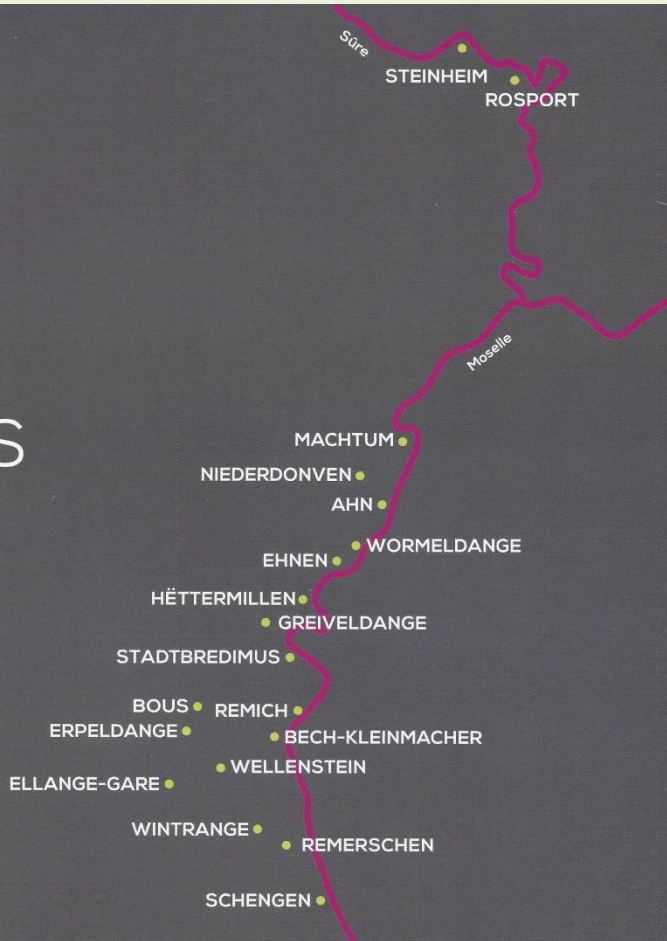 Sûre
STEINHEIM
ROSPORT
Moselle
MACHTUM
S
NIEDERDONVEN
AHN
WORMELDANGE
EHNEN
HËTTERMILLEN
GREIVELDANGE
STADTBREDIMUS
BOUS
REMICH
ERPELDANGE
BECH-KLEINMACHER
WELLENSTEIN
ELLANGE-GARE
WINTRANGE
REMERSCHEN
SCHENGEN